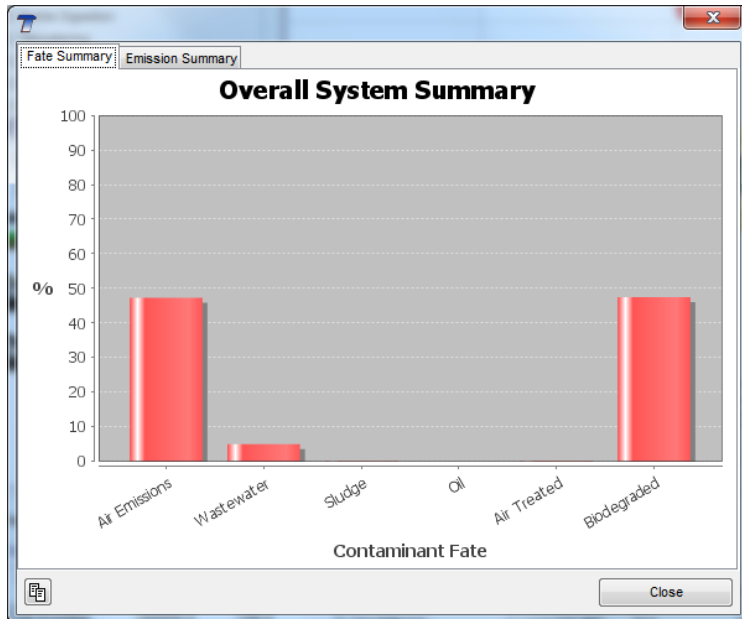 Fate Summary
Emission Summary
Overall System Summary
100
90
80
70
60
50
40
30
20
10
0
%
Air Emissions
Wastewater
Sludge
Oil
Air Treated
Biodegraded
Contaminant Fate
Close